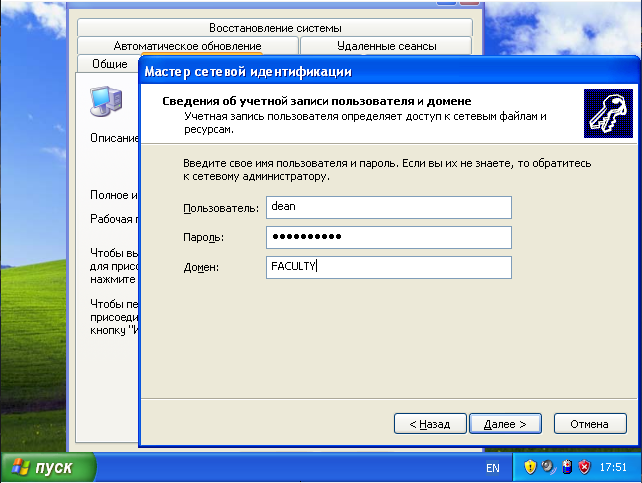 Восстановление системы
Автоматическое обновление
Удаленные сеансы
Общие
Описание
Полное и
Рабочая
Чтобы вы
для присо
нажмите
Чтобы пе
присоеди
кнопку "И
Мастер сетевой идентификации
Сведения об учетной записи пользователя и домене
Учетная запись пользователя определяет доступ к сетевым файлам и
ресурсам.
Введите свое имя пользователя и пароль. Если вы их не знаете, то обратитесь
к сетевому администратору.
Пользователь: dean
Пароль: ●●●●●●●●●●
Домен: FACULTY
< Назад
Далее >
Отмена
пуск
EN
17:51